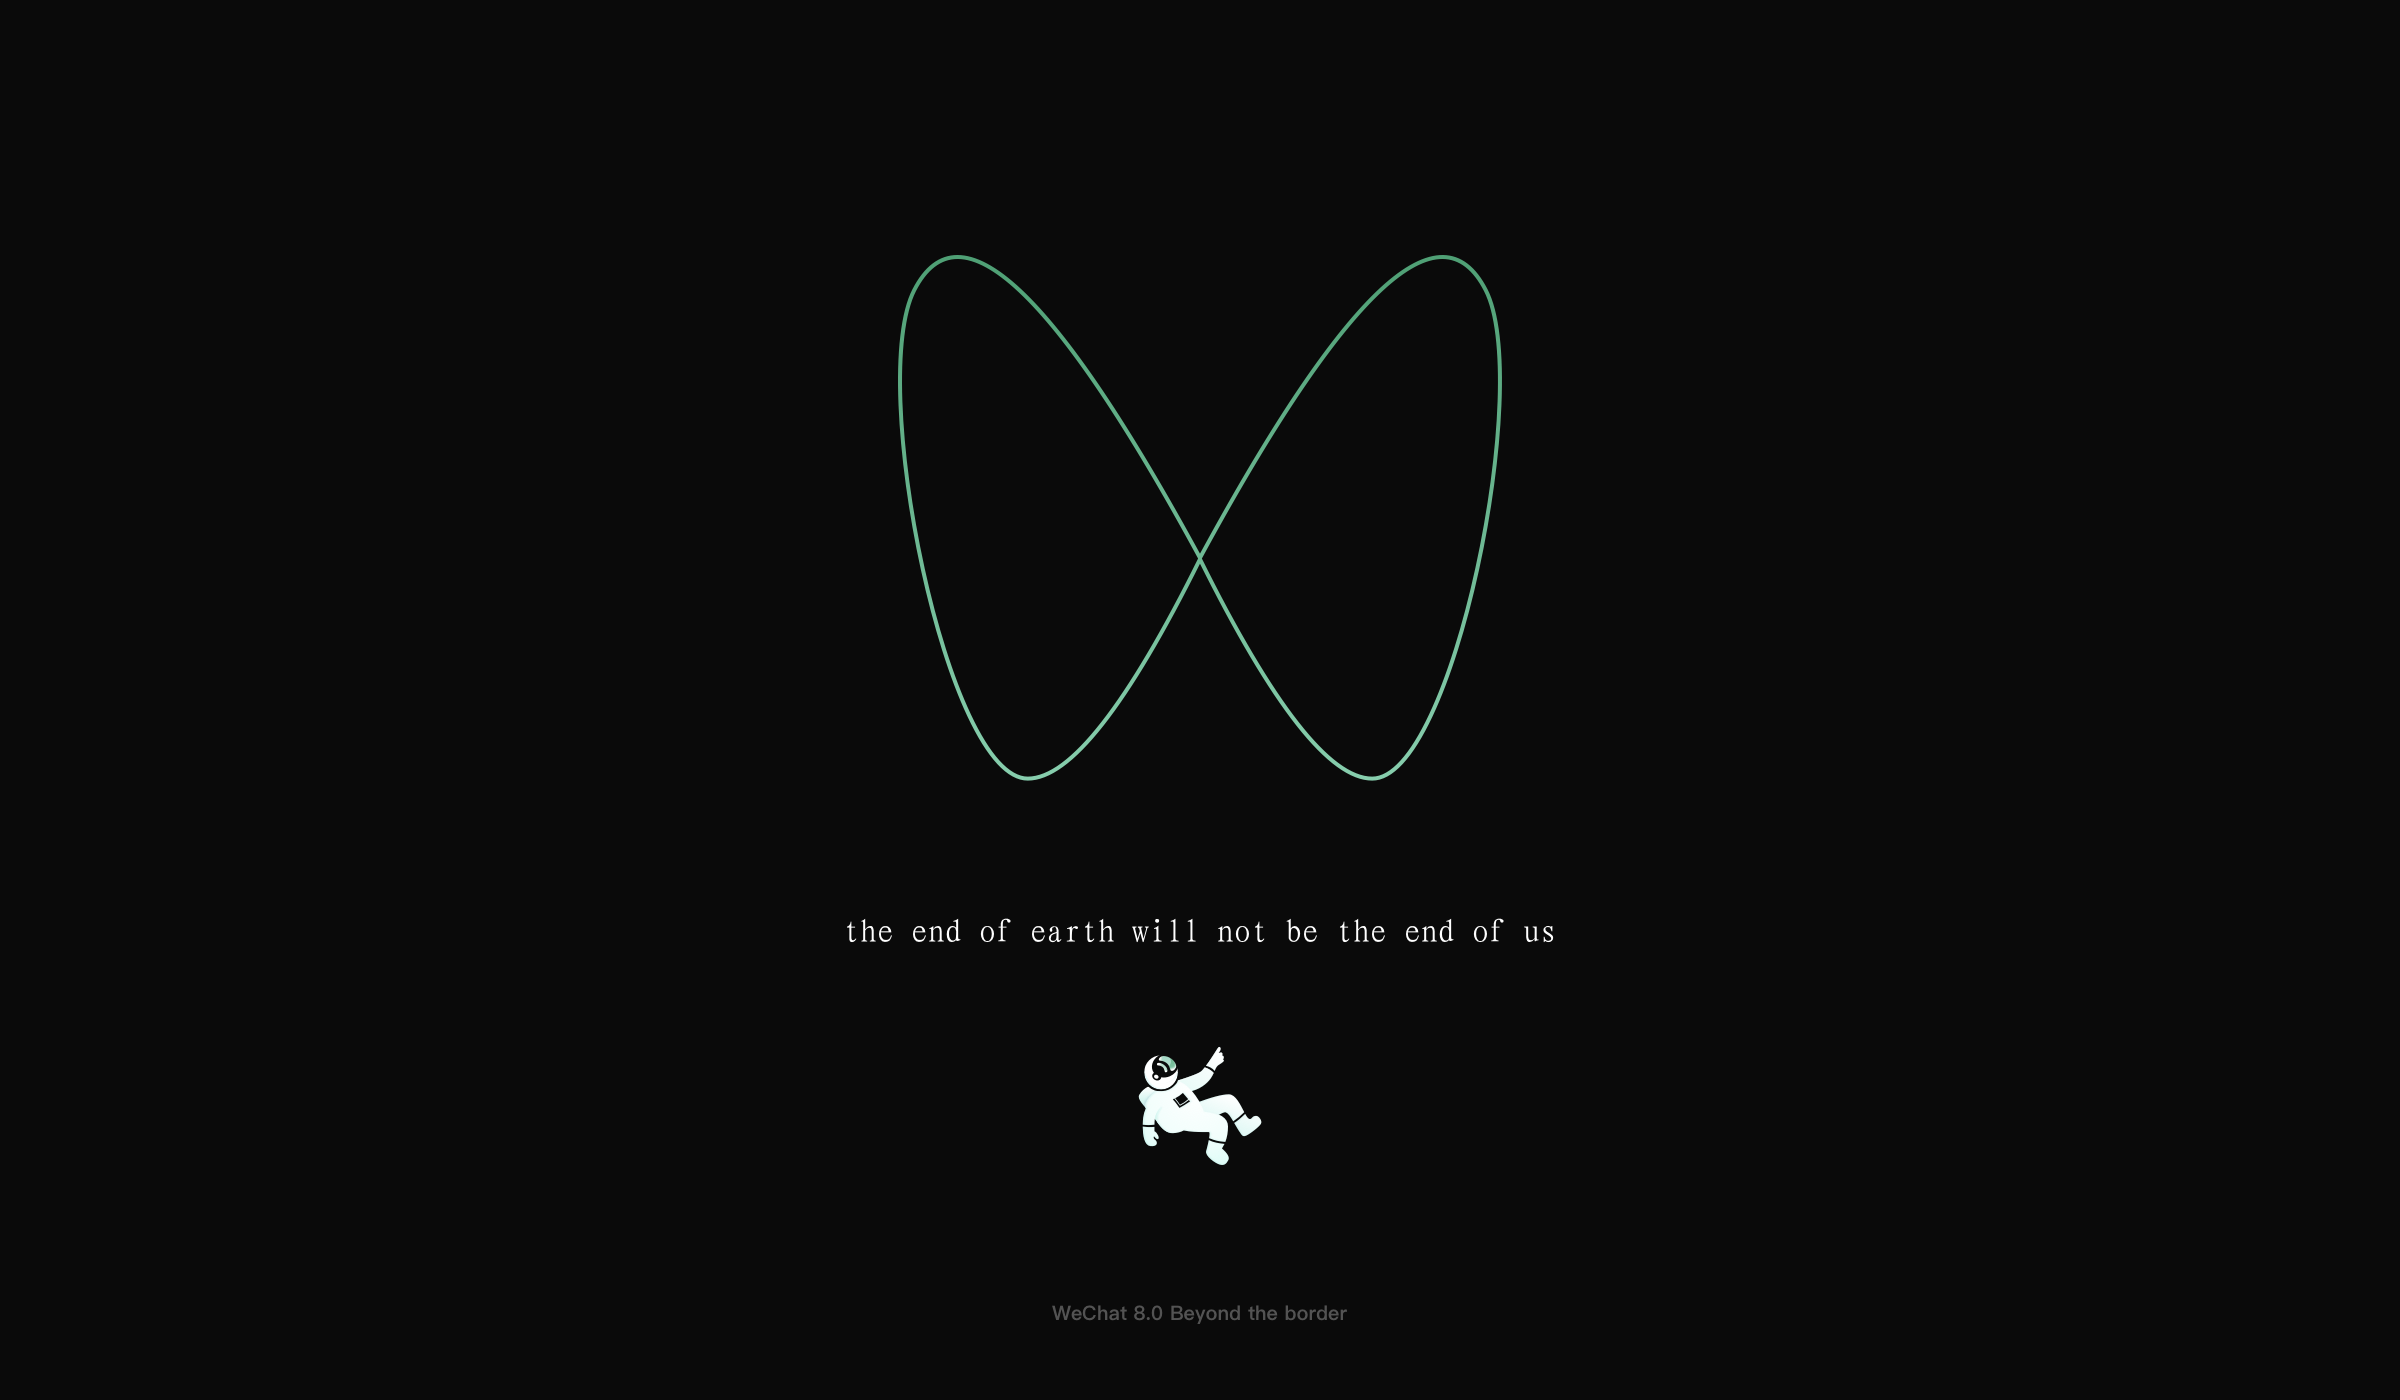 the end of earth will not be the end of us
WeChat 8.0 Beyond the border